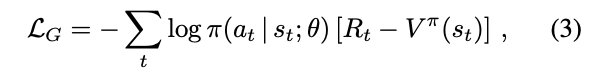 ℒ_G = − ∑_t log π(a_t | s_t; θ) [R_t − V^π(s_t)] , (3)